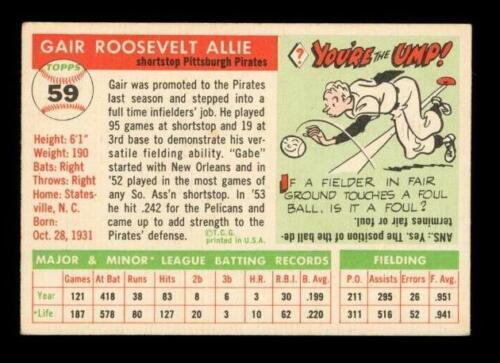 GAIR ROOSEVELT ALLIE
shortstop Pittsburgh Pirates
TOPPS
59
Height: 6'1"
Weight: 190
Bats: Right
Throws: Right
Home: States-
ville, N. C.
Born:
Oct. 28, 1931
Gair was promoted to the Pirates
last season and stepped into a
full time infielders' job. He played
95 games at shortstop and 19 at
3rd base to demonstrate his ver-
satile fielding ability. "Gabe"
started with New Orleans and in
'52 played in the most games of
any So. Ass'n shortstop. In '53
he hit .242 for the Pelicans and
came up to add strength to the
Pirates' defense.
©T.C.G.
printed in U.S.A.
?
YOU'RE THE UMP!
IF A FIELDER IN FAIR
GROUND TOUCHES A FOUL
BALL, IS IT A FOUL?
ANS.: Yes. The position of the ball de-
termines fair or foul.
MAJOR & MINOR* LEAGUE BATTING RECORDS FIELDING
Games At Bat Runs Hits 2b 3b H.R. R.B.I. B. Avg. P.O. Assists Errors F. Avg.
Year 121 418 38 83 8 6 3 30 .199 211 295 26 .951
*Life 187 578 80 127 20 3 10 62 .220 311 516 52 .941